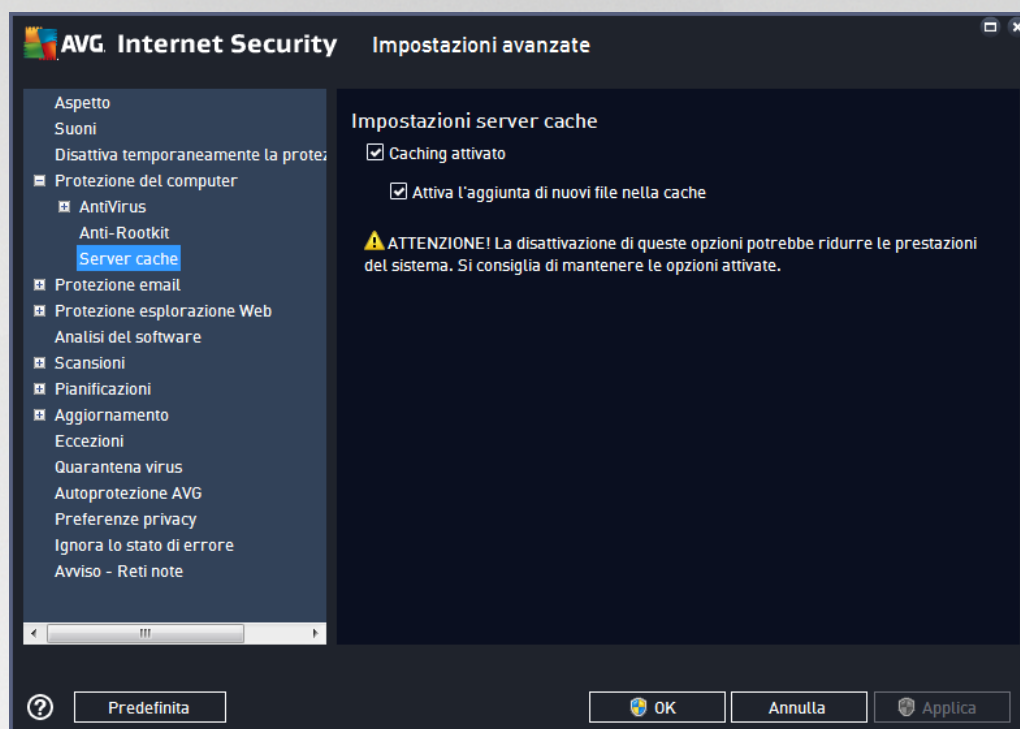 AVG. Internet Security
Impostazioni avanzate
Aspetto
Suoni
Disattiva temporaneamente la protez
Protezione del computer
AntiVirus
Anti-Rootkit
Server cache
Protezione email
Protezione esplorazione Web
Analisi del software
Scansioni
Pianificazioni
Aggiornamento
Eccezioni
Quarantena virus
Autoprotezione AVG
Preferenze privacy
Ignora lo stato di errore
Avviso - Reti note
Impostazioni server cache
Caching attivato
Attiva l'aggiunta di nuovi file nella cache
ATTENZIONE! La disattivazione di queste opzioni potrebbe ridurre le prestazioni
del sistema. Si consiglia di mantenere le opzioni attivate.
Predefinita
OK
Annulla
Applica